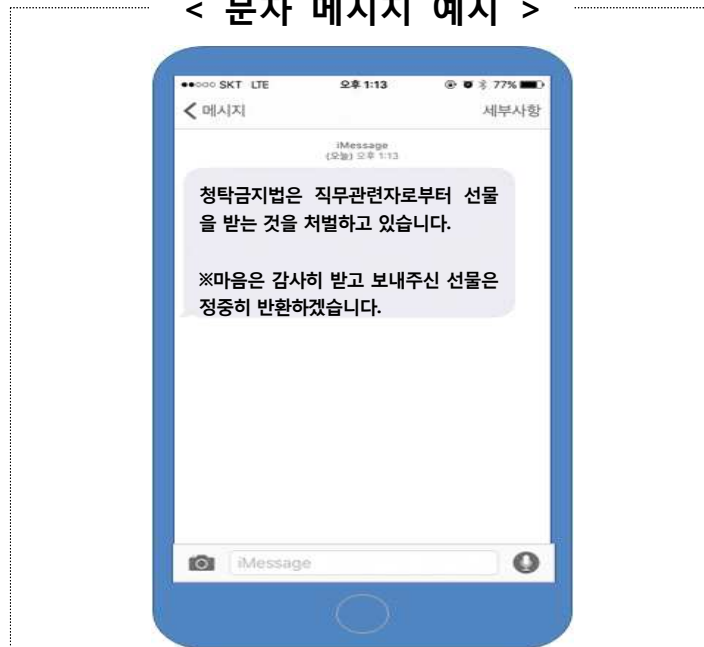 < 문자 메시지 예시 >
SKT LTE 오후 1:13 77%
메시지 세부사항
iMessage
(오늘) 오후 1:13
청탁금지법은 직무관련자로부터 선물
을 받는 것을 처벌하고 있습니다.
※마음은 감사히 받고 보내주신 선물은
정중히 반환하겠습니다.
iMessage